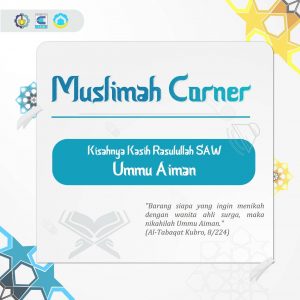 Muslimah Corner
Kisahnya Kasih Rasulullah SAW
Ummu Aiman
"Barang siapa yang ingin menikah
dengan wanita ahli surga, maka
nikahilah Ummu Aiman."
(Al-Tabaqat Kubro, 8/224)